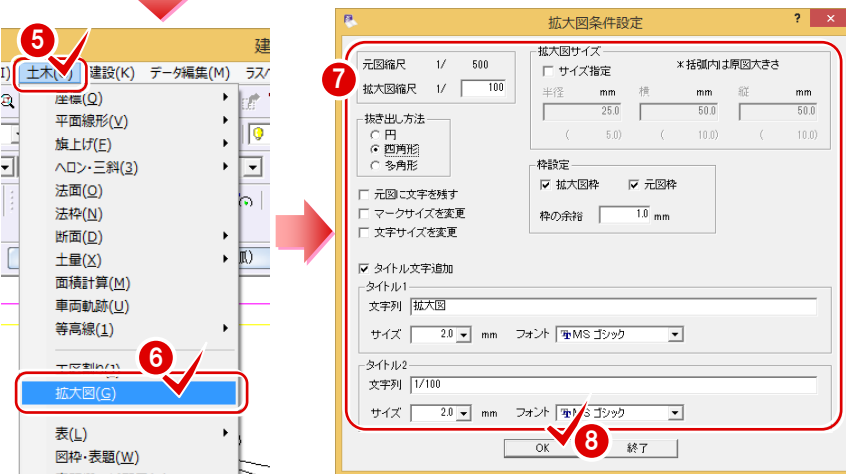 5
建
I)
土木(
建設(K)
データ編集(M)
ラスベ
座標(O)
平面線形(V)
旗上げ(F)
ヘロン・三斜(3)
法面(O)
法枠(N)
断面(D)
土量(X)
面積計算(M)
車両軌跡(U)
等高線(1)
6
拡大図(G)
表(L)
図枠・表題(W)
拡大図条件設定
? ×
7
元図縮尺 1/ 500
拡大図縮尺 1/ 100
抜き出し方法
円
四角形
多角形
元図に文字を残す
マークサイズを変更
文字サイズを変更
拡大図サイズ
サイズ指定 *括弧内は原図大きさ
半径 mm 横 mm 縦 mm
25.0 50.0 50.0
( 5.0) ( 10.0) ( 10.0)
枠設定
拡大図枠 元図枠
枠の余裕 1.0 mm
タイトル文字追加
タイトル1
文字列 拡大図
サイズ 2.0 mm フォント MS ゴシック
タイトル2
文字列 1/100
サイズ 2.0 mm フォント MS ゴシック
OK 8 終了